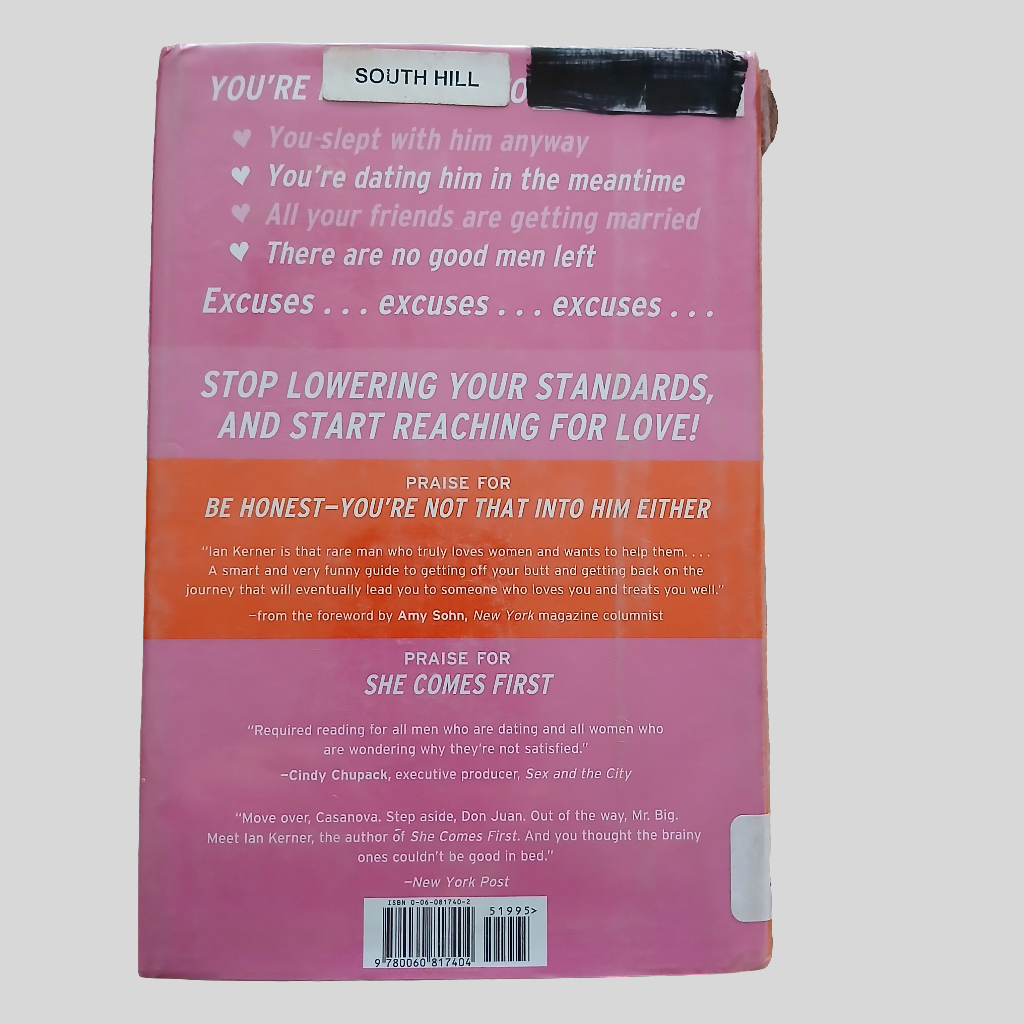 SOUTH HILL
PUBLIC LIBRARY
YOU'RE
You slept with him anyway
You're dating him in the meantime
All your friends are getting married
There are no good men left
Excuses . . . excuses . . . excuses . . .
STOP LOWERING YOUR STANDARDS,
AND START REACHING FOR LOVE!
PRAISE FOR
BE HONEST—YOU'RE NOT THAT INTO HIM EITHER
"Ian Kerner is that rare man who truly loves women and wants to help them. . . .
A smart and very funny guide to getting off your butt and getting back on the
journey that will eventually lead you to someone who loves you and treats you well."
—from the foreword by Amy Sohn, New York magazine columnist
PRAISE FOR
SHE COMES FIRST
"Required reading for all men who are dating and all women who
are wondering why they're not satisfied."
—Cindy Chupack, executive producer, Sex and the City
"Move over, Casanova. Step aside, Don Juan. Out of the way, Mr. Big.
Meet Ian Kerner, the author of She Comes First. And you thought the brainy
ones couldn't be good in bed."
—New York Post
ISBN 0-06-081740-2
51995>
9 780060 817404